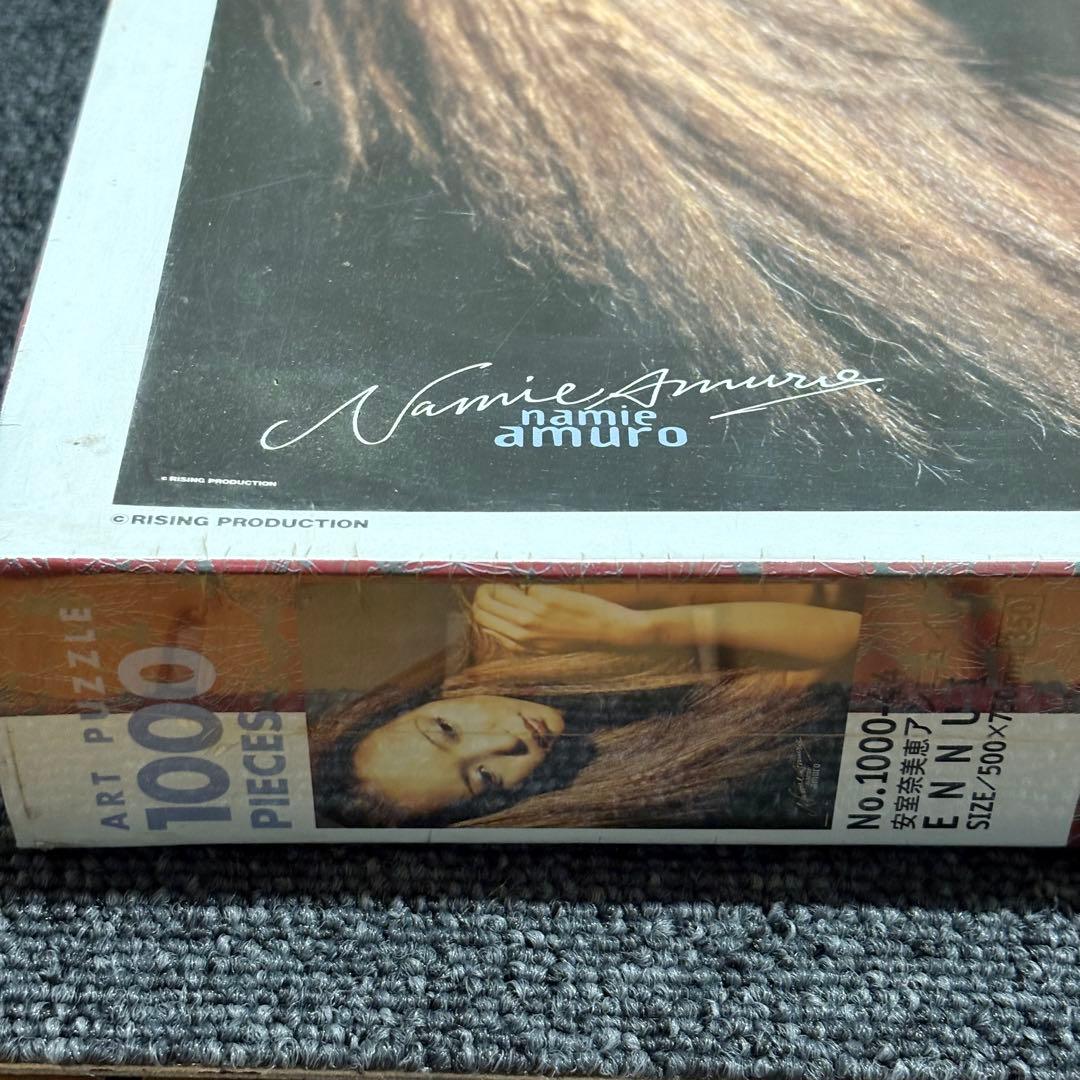 Namie Amuro.
namie
amuro
© RISING PRODUCTION
© RISING PRODUCTION
ART PUZZLE
1000
PIECES
No.1000-
安室奈美恵ア
ENNU
SIZE/500×7